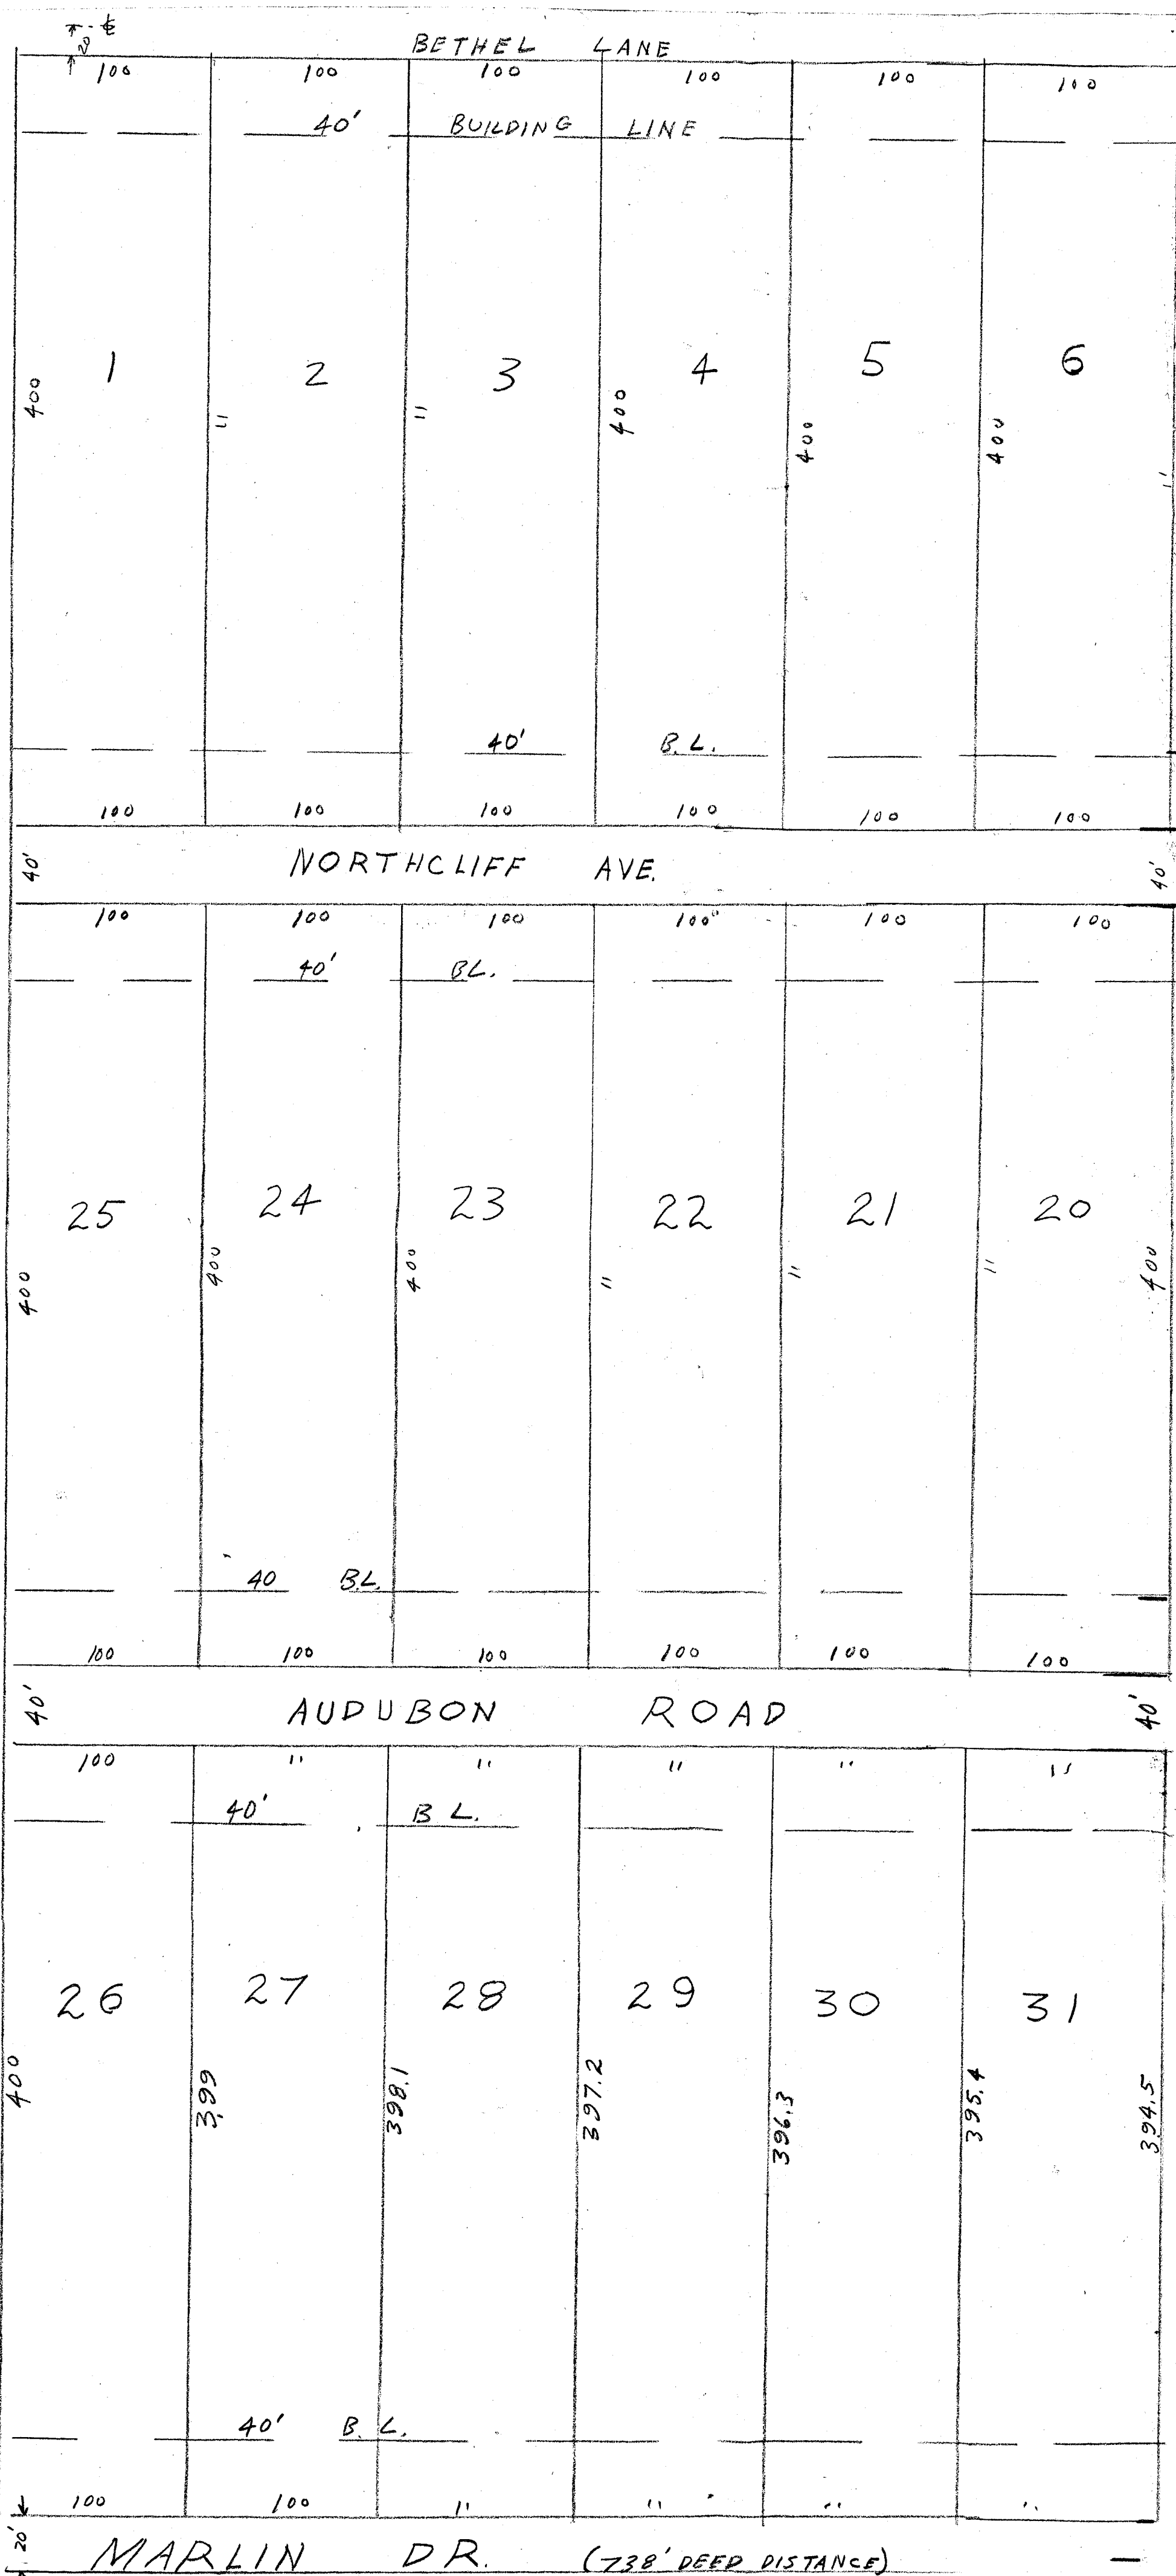 ℄
20'
BETHEL LANE
100 100 100 100 100 100
40' BUILDING LINE
1 2 3 4 5 6
400 " " 400 400 400 "
40' B.L.
100 100 100 100 100 100
40' NORTHCLIFF AVE. 40'
100 100 100 100 100 100
40' BL.
25 24 23 22 21 20
400 400 400 " " " 400
40 BL.
100 100 100 100 100 100
40' AUDUBON ROAD 40'
100 " " " " "
40' B L.
26 27 28 29 30 31
400 399 398.1 397.2 396.3 395.4 394.5
40' B. L.
100 100 " " " "
20' MARLIN DR. (738' DEED DISTANCE)